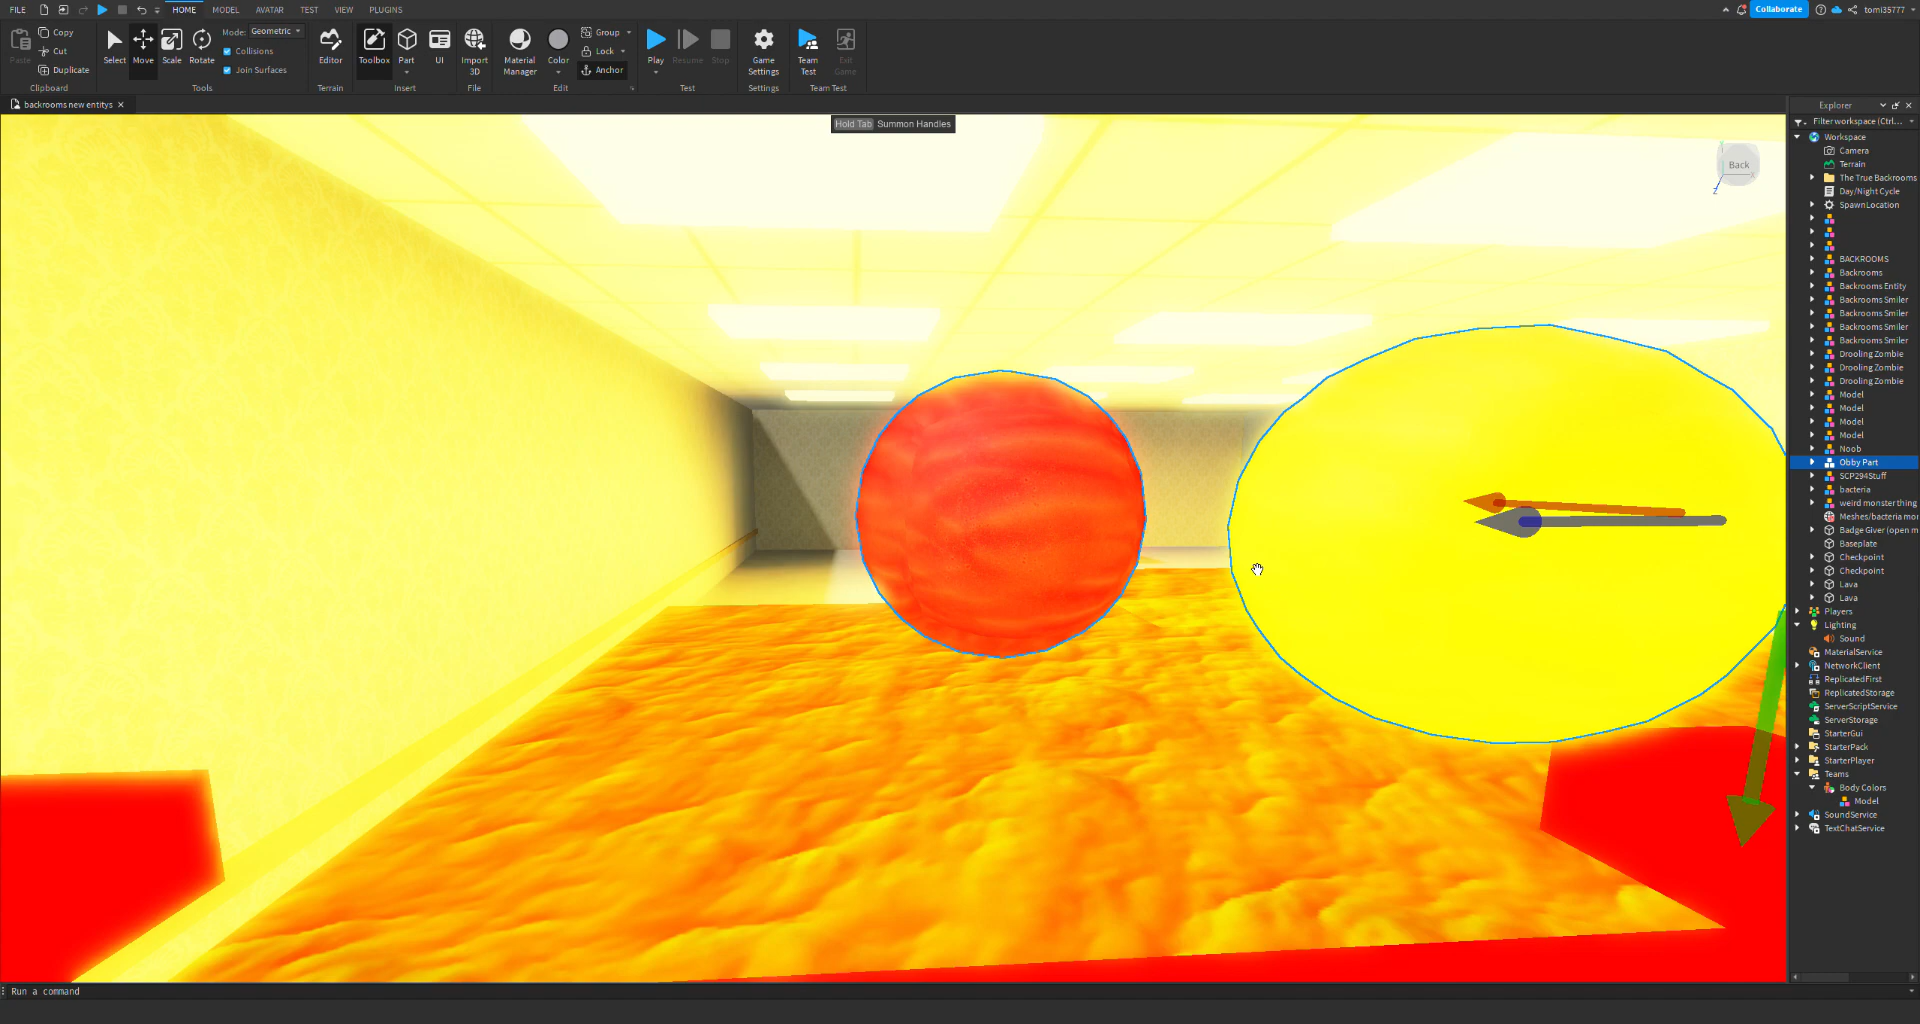 FILE HOME MODEL AVATAR TEST VIEW PLUGINS Collaborate tomi35777
Paste Copy Cut Duplicate
Clipboard
Select Move Scale Rotate
Mode: Geometric
Collisions
Join Surfaces
Tools
Editor
Terrain
Toolbox Part UI
Insert
Import 3D
File
Material Manager Color
Group
Lock
Anchor
Edit
Play Resume Stop
Test
Game Settings
Settings
Team Test Exit Game
Team Test
backrooms new entitys
Hold Tab Summon Handles
Back
X
Z
Explorer
Filter workspace (Ctrl...
Workspace
Camera
Terrain
The True Backrooms
Day/Night Cycle
SpawnLocation
BACKROOMS
Backrooms
Backrooms Entity
Backrooms Smiler
Backrooms Smiler
Backrooms Smiler
Backrooms Smiler
Drooling Zombie
Drooling Zombie
Drooling Zombie
Model
Model
Model
Model
Noob
Obby Part
SCP294Stuff
bacteria
weird monster thing
Meshes/bacteria mo
Badge Giver (open m
Baseplate
Checkpoint
Checkpoint
Lava
Lava
Players
Lighting
Sound
MaterialService
NetworkClient
ReplicatedFirst
ReplicatedStorage
ServerScriptService
ServerStorage
StarterGui
StarterPack
StarterPlayer
Teams
Body Colors
Model
SoundService
TextChatService
Run a command